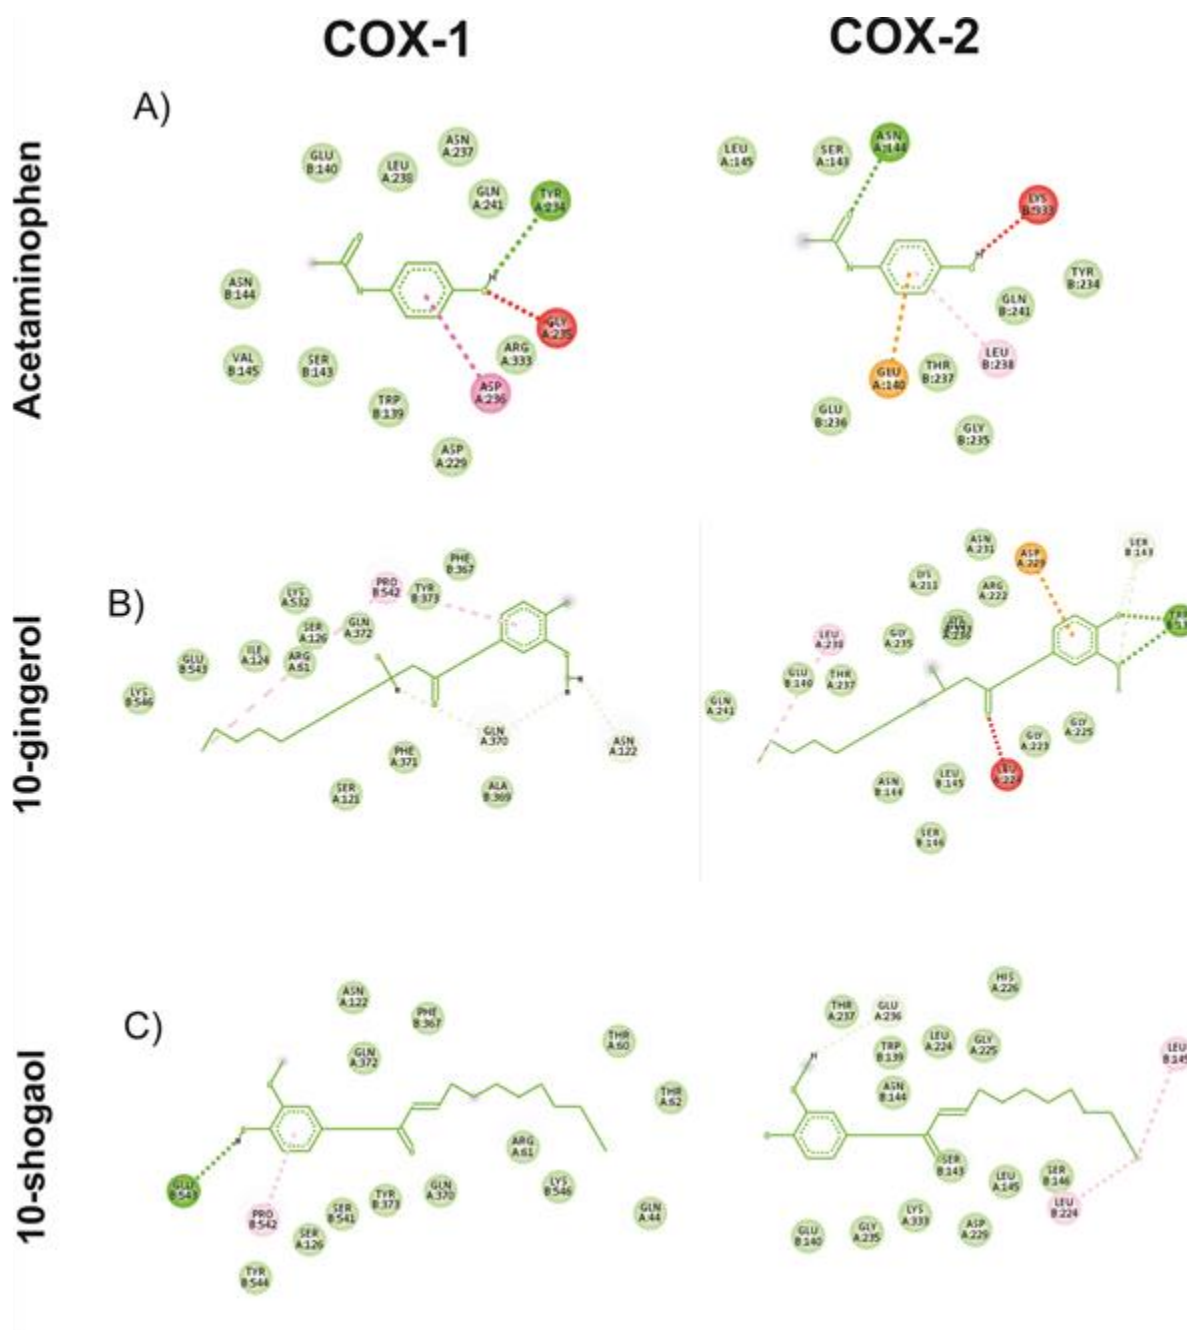 COX-1
COX-2
Acetaminophen
A)
GLU
B:140
LEU
A:238
ASN
A:237
GLN
A:241
TYR
A:234
ASN
B:144
GLY
A:235
ARG
A:333
VAL
B:145
SER
B:143
ASP
A:236
TRP
B:139
ASP
A:229
H
LEU
A:145
SER
A:143
ASN
A:144
LYS
B:333
TYR
B:234
GLN
B:241
LEU
B:238
THR
B:237
GLU
A:140
GLU
B:236
GLY
B:235
H
10-gingerol
B)
PHE
B:367
PRO
B:542
TYR
B:373
LYS
A:532
SER
A:126
GLN
A:372
ILE
A:124
ARG
A:61
GLU
B:543
LYS
B:546
GLN
A:370
ASN
A:122
PHE
A:371
SER
A:121
ALA
B:369
ASN
A:231
ASP
A:229
SER
B:143
LYS
A:211
ARG
A:222
LEU
A:238
GLY
A:235
A:236
GLU
B:140
THR
A:237
GLN
A:241
GLY
A:223
GLY
A:225
LEU
B:145
A:224
ASN
B:144
SER
B:146
10-shogaol
C)
ASN
A:122
PHE
B:367
GLN
A:372
THR
A:60
THR
A:62
ARG
A:61
LYS
B:546
GLN
A:44
GLU
B:543
PRO
B:542
SER
A:126
SER
B:541
TYR
B:373
GLN
A:370
TYR
B:544
HIS
A:226
THR
A:237
GLU
A:236
TRP
B:139
LEU
A:224
GLY
A:225
ASN
B:144
LEU
SER
B:143
LEU
A:145
SER
B:146
LEU
B:224
GLU
B:140
GLY
A:235
LYS
A:333
ASP
A:229
H